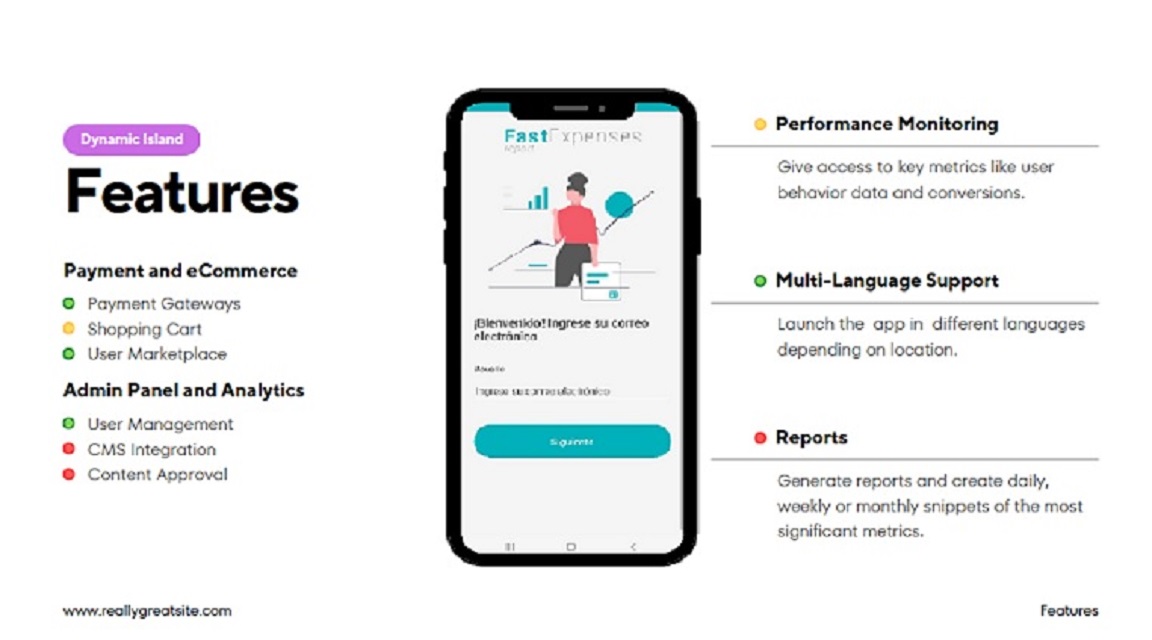 Dynamic Island
Features
Payment and eCommerce
Payment Gateways
Shopping Cart
User Marketplace
Admin Panel and Analytics
User Management
CMS Integration
Content Approval
www.reallygreatsite.com
FastExpenses
report
¡Bienvenido! Ingrese su correo
electrónico
Ingrese su correo electrónico
Siguiente
Performance Monitoring
Give access to key metrics like user
behavior data and conversions.
Multi-Language Support
Launch the app in different languages
depending on location.
Reports
Generate reports and create daily,
weekly or monthly snippets of the most
significant metrics.
Features